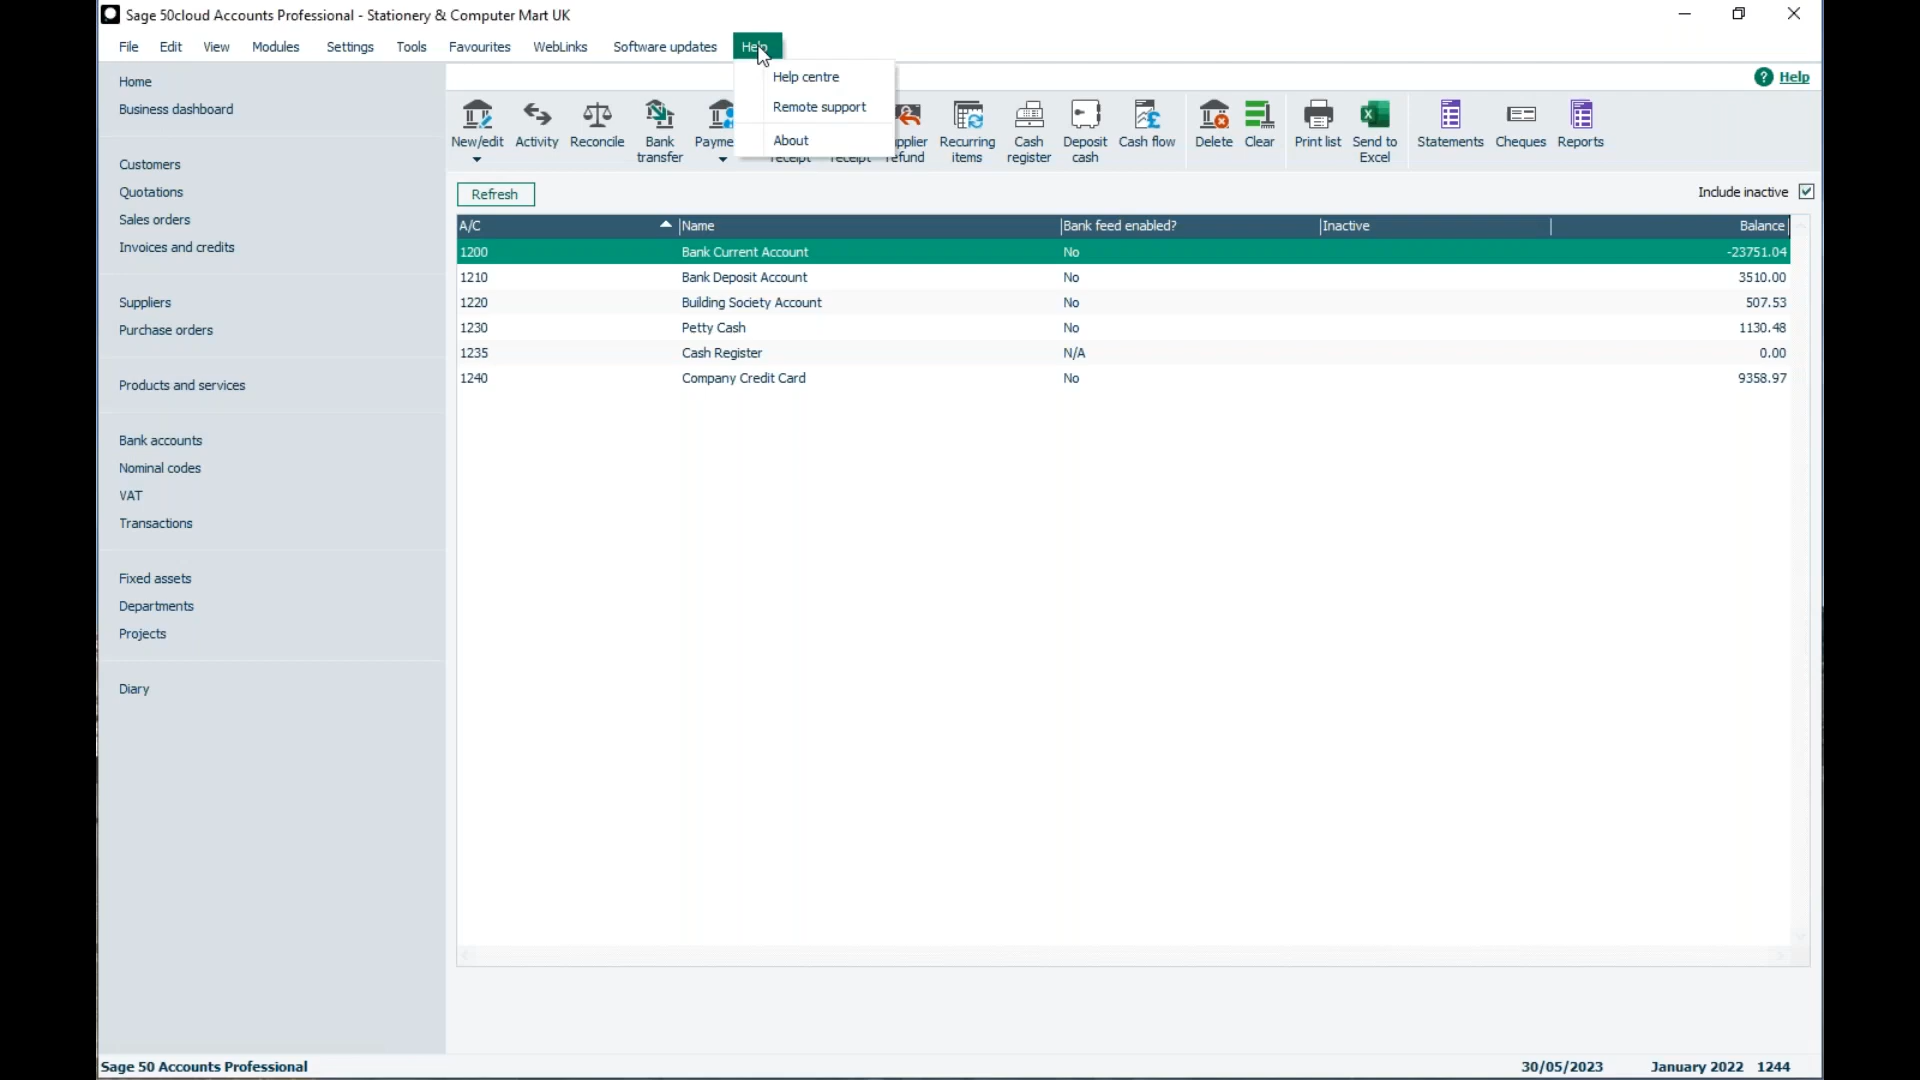 Sage 50cloud Accounts Professional - Stationery & Computer Mart UK
File Edit View Modules Settings Tools Favourites WebLinks Software updates Help
Help centre
Remote support
About
Help
Home
Business dashboard
Customers
Quotations
Sales orders
Invoices and credits
Suppliers
Purchase orders
Products and services
Bank accounts
Nominal codes
VAT
Transactions
Fixed assets
Departments
Projects
Diary
New/edit Activity Reconcile Bank transfer Recurring items Cash register Deposit cash Cash flow Delete Clear Print list Send to Excel Statements Cheques Reports
receipt receipt
Refresh Include inactive
A/C Name Bank feed enabled? Inactive Balance
1200 Bank Current Account No -23751.04
1210 Bank Deposit Account No 3510.00
1220 Building Society Account No 507.53
1230 Petty Cash No 1130.48
1235 Cash Register N/A 0.00
1240 Company Credit Card No 9358.97
Sage 50 Accounts Professional 30/05/2023 January 2022 1244